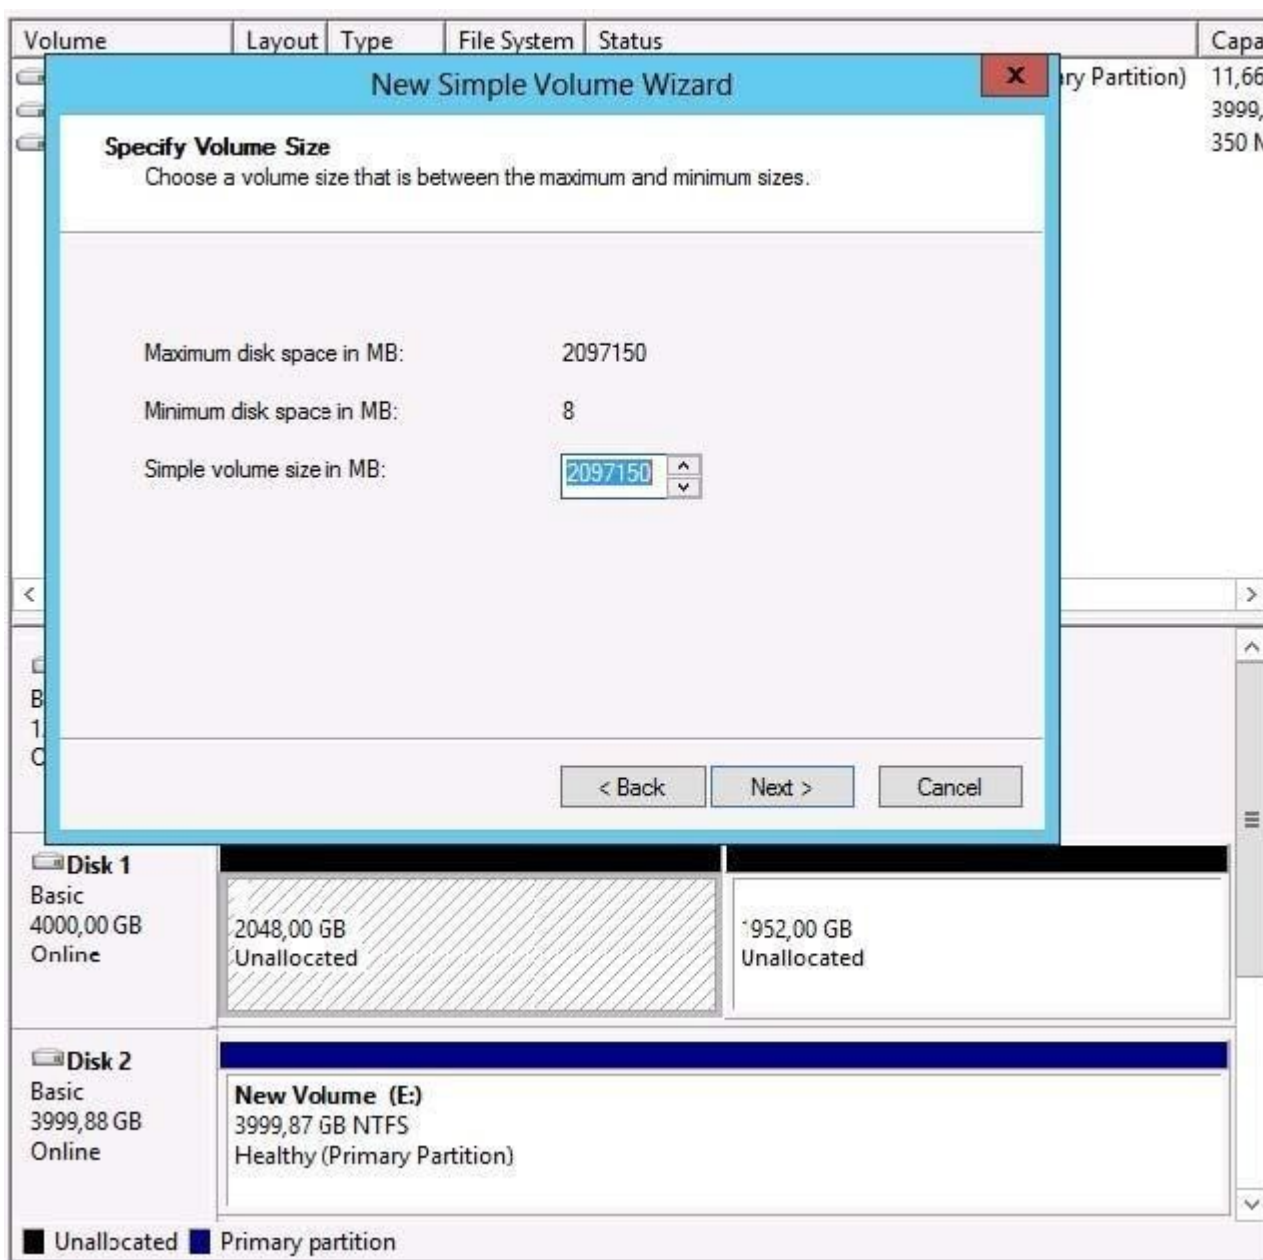 Volume Layout Type File System Status Capa
New Simple Volume Wizard x
ry Partition) 11,66
3999,
350 N
Specify Volume Size
Choose a volume size that is between the maximum and minimum sizes.
Maximum disk space in MB: 2097150
Minimum disk space in MB: 8
Simple volume size in MB: 2097150
< Back Next > Cancel
Disk 1
Basic
4000,00 GB
Online
2048,00 GB
Unallocated
1952,00 GB
Unallocated
Disk 2
Basic
3999,88 GB
Online
New Volume (E:)
3999,87 GB NTFS
Healthy (Primary Partition)
Unallocated Primary partition